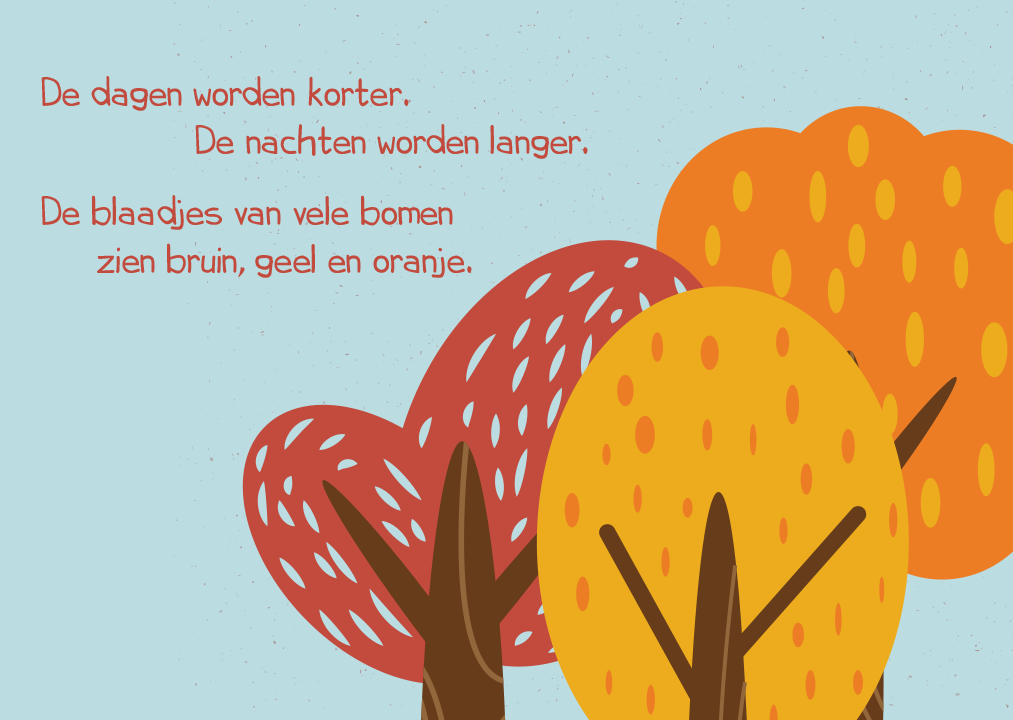 De dagen worden korter.
De nachten worden langer.
De blaadjes van vele bomen
zien bruin, geel en oranje.